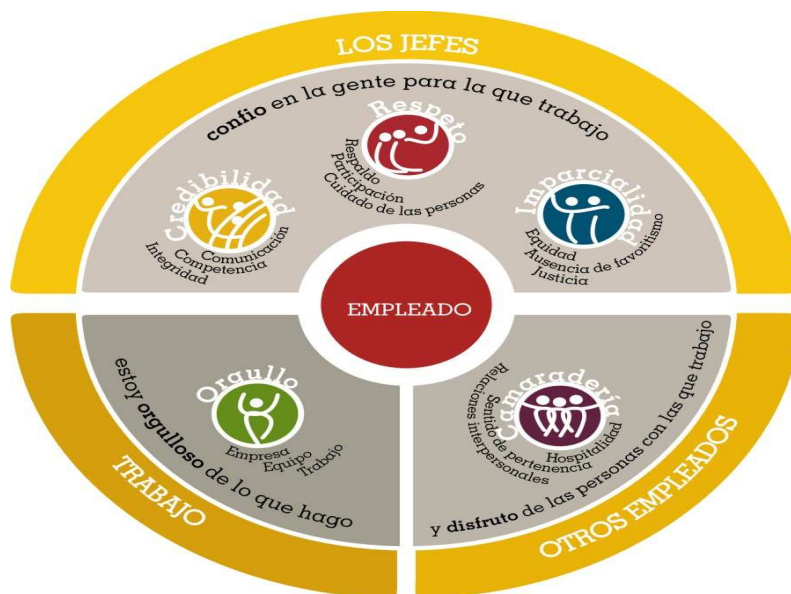 LOS JEFES
confio en la gente para la que trabajo
Respeto
Respaldo
Participación
Cuidado de las personas
Credibilidad
Comunicación
Competencia
Integridad
Imparcialidad
Equidad
Ausencia de favoritismo
Justicia
EMPLEADO
Orgullo
Empresa
Equipo
Trabajo
estoy orgulloso de lo que hago
TRABAJO
Camaradería
Hospitalidad
Sentido de pertenencia
Relaciones interpersonales
y disfruto de las personas con las que trabajo
OTROS EMPLEADOS